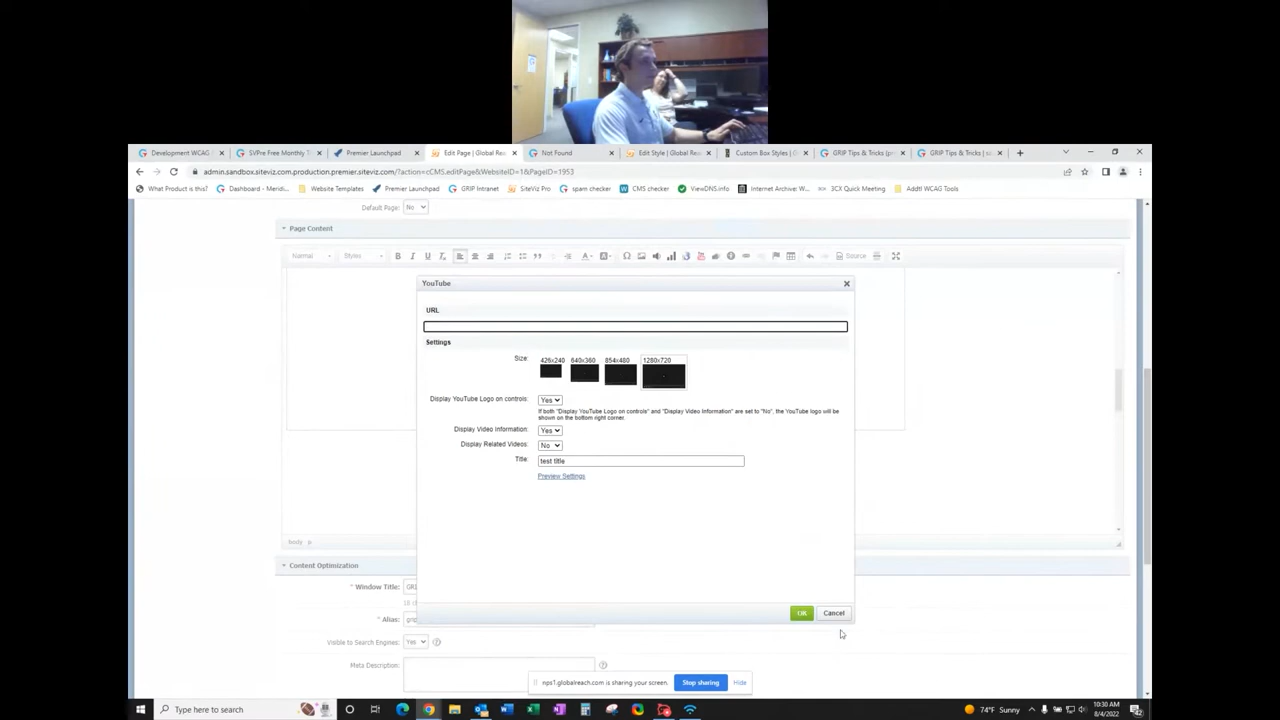 Development WCAG
SVPre Free Monthly T
Premier Launchpad
Edit Page | Global Re
Not Found
Edit Style | Global Re
Custom Box Styles | G
GRIP Tips & Tricks (p
GRIP Tips & Tricks | s
admin.sandbox.siteviz.com.production.premier.siteviz.com/?action=cCMS.editPage&WebsiteID=1&PageID=1953
What Product is this?
Dashboard - Meridi...
Website Templates
Premier Launchpad
GRIP Intranet
SiteViz Pro
spam checker
CMS checker
ViewDNS.info
Internet Archive: W...
3CX Quick Meeting
Addtl WCAG Tools
Default Page: No
Page Content
Normal
Styles
B I U
Source
YouTube
URL
Settings
Size:
426x240 640x360 854x480 1280x720
Display YouTube Logo on controls: Yes
If both "Display YouTube Logo on controls" and "Display Video Information" are set to "No", the YouTube logo will be
shown on the bottom right corner.
Display Video Information: Yes
Display Related Videos: No
Title: test title
Preview Settings
body
OK
Cancel
Content Optimization
* Window Title: GRI
* Alias: grip
Visible to Search Engines: Yes
Meta Description:
nps1.globalreach.com is sharing your screen.
Stop sharing
Hide
Type here to search
74°F Sunny
10:30 AM
8/4/2022